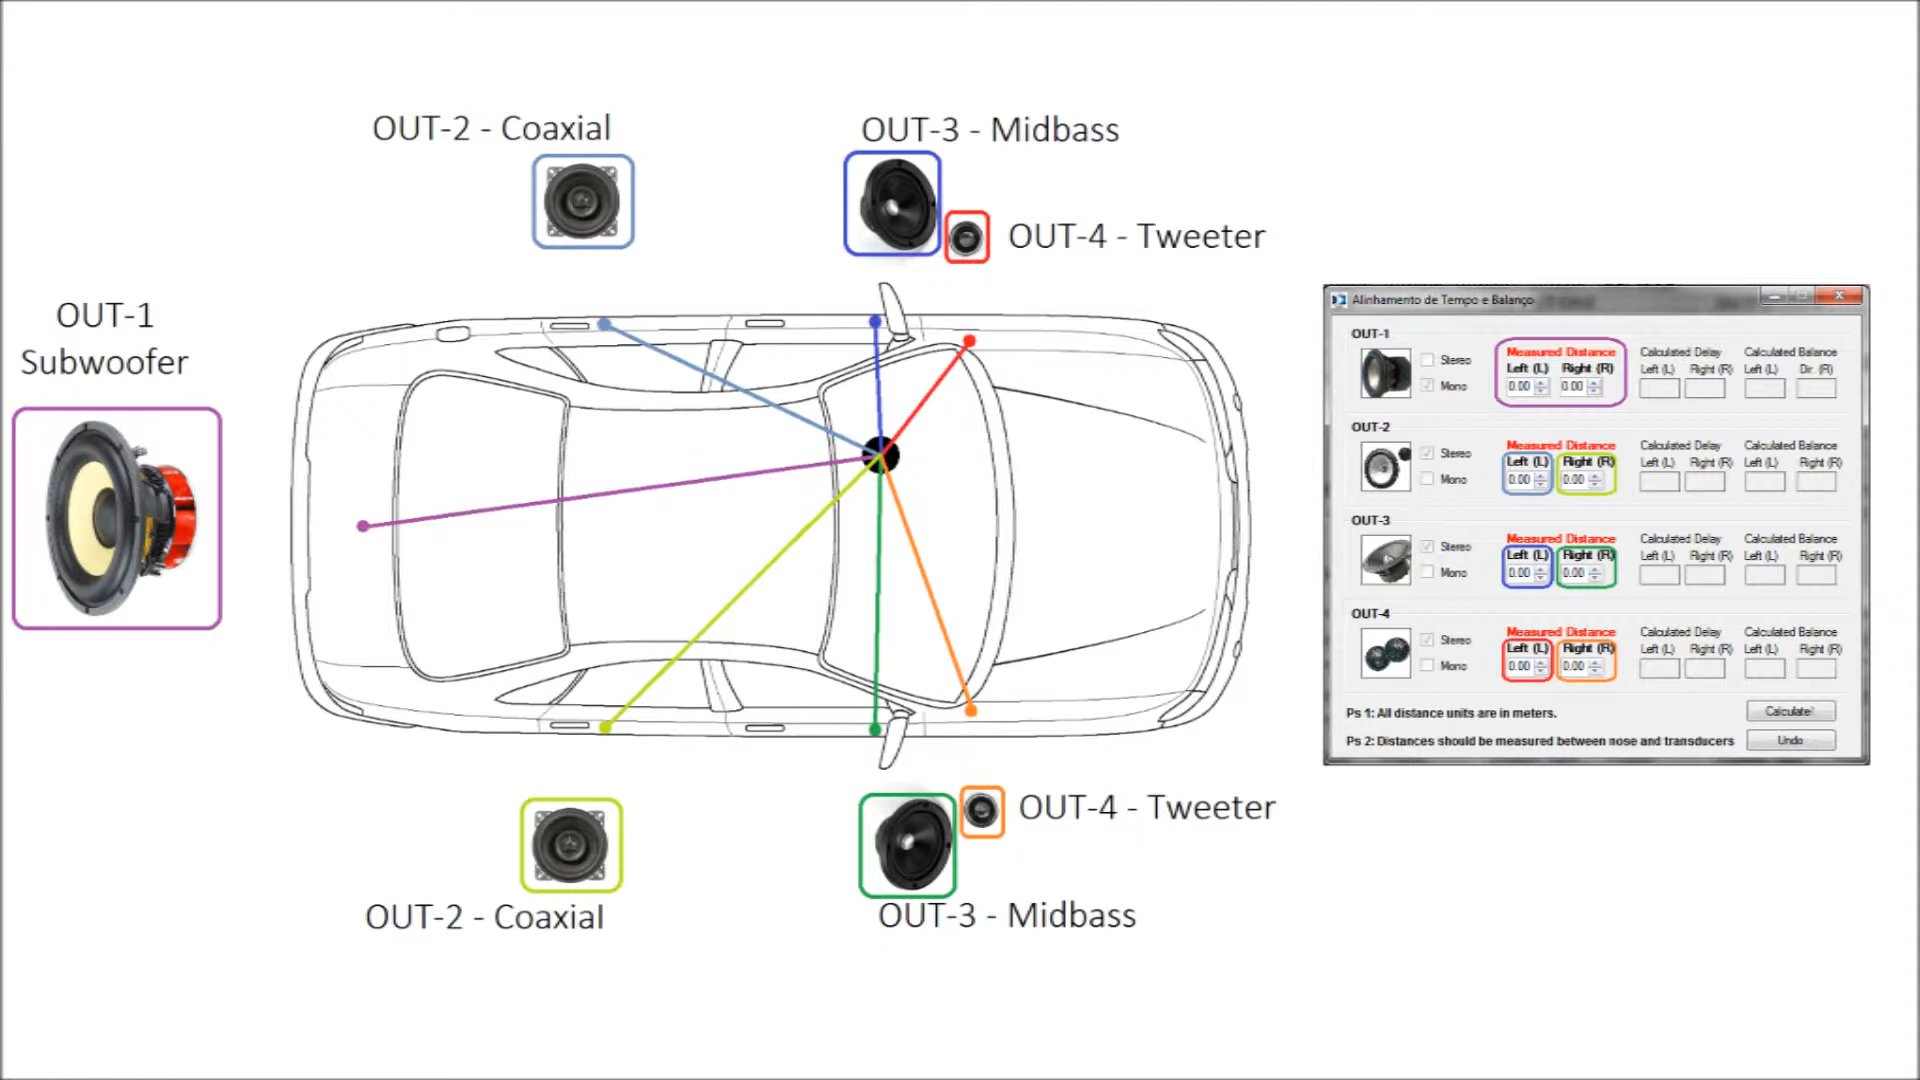 OUT-2 - Coaxial
OUT-3 - Midbass
OUT-4 - Tweeter
OUT-1
Subwoofer
OUT-4 - Tweeter
OUT-2 - Coaxial
OUT-3 - Midbass
Alinhamento de Tempo e Balanço
OUT-1
Stereo
Mono
Measured Distance
Left (L) Right (R)
0.00 0.00
Calculated Delay
Left (L) Right (R)
Calculated Balance
Left (L) Dir. (R)
OUT-2
Stereo
Mono
Measured Distance
Left (L) Right (R)
0.00 0.00
Calculated Delay
Left (L) Right (R)
Calculated Balance
Left (L) Right (R)
OUT-3
Stereo
Mono
Measured Distance
Left (L) Right (R)
0.00 0.00
Calculated Delay
Left (L) Right (R)
Calculated Balance
Left (L) Right (R)
OUT-4
Stereo
Mono
Measured Distance
Left (L) Right (R)
0.00 0.00
Calculated Delay
Left (L) Right (R)
Calculated Balance
Left (L) Right (R)
Ps 1: All distance units are in meters.
Calculate!
Ps 2: Distances should be measured between nose and transducers
Undo